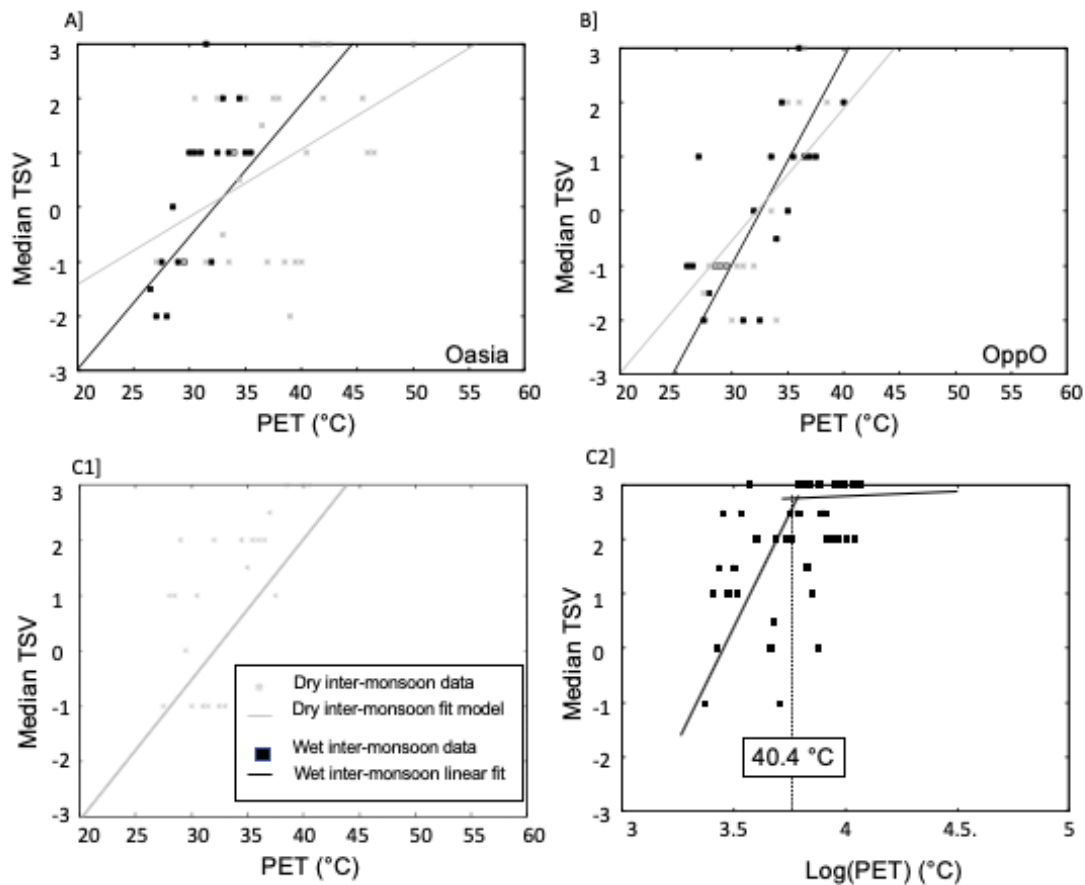 A]
3
2
1
0
-1
-2
-3
Median TSV
20 25 30 35 40 45 50 55 60
PET (°C)
Oasia
B]
3
2
1
0
-1
-2
-3
Median TSV
20 25 30 35 40 45 50 55 60
PET (°C)
OppO
C1]
3
2
1
0
-1
-2
-3
Median TSV
20 25 30 35 40 45 50 55 60
PET (°C)
Dry inter-monsoon data
Dry inter-monsoon fit model
Wet inter-monsoon data
Wet inter-monsoon linear fit
C2]
3
2
1
0
-1
-2
-3
Median TSV
40.4 °C
3 3.5 4 4.5. 5
Log(PET) (°C)